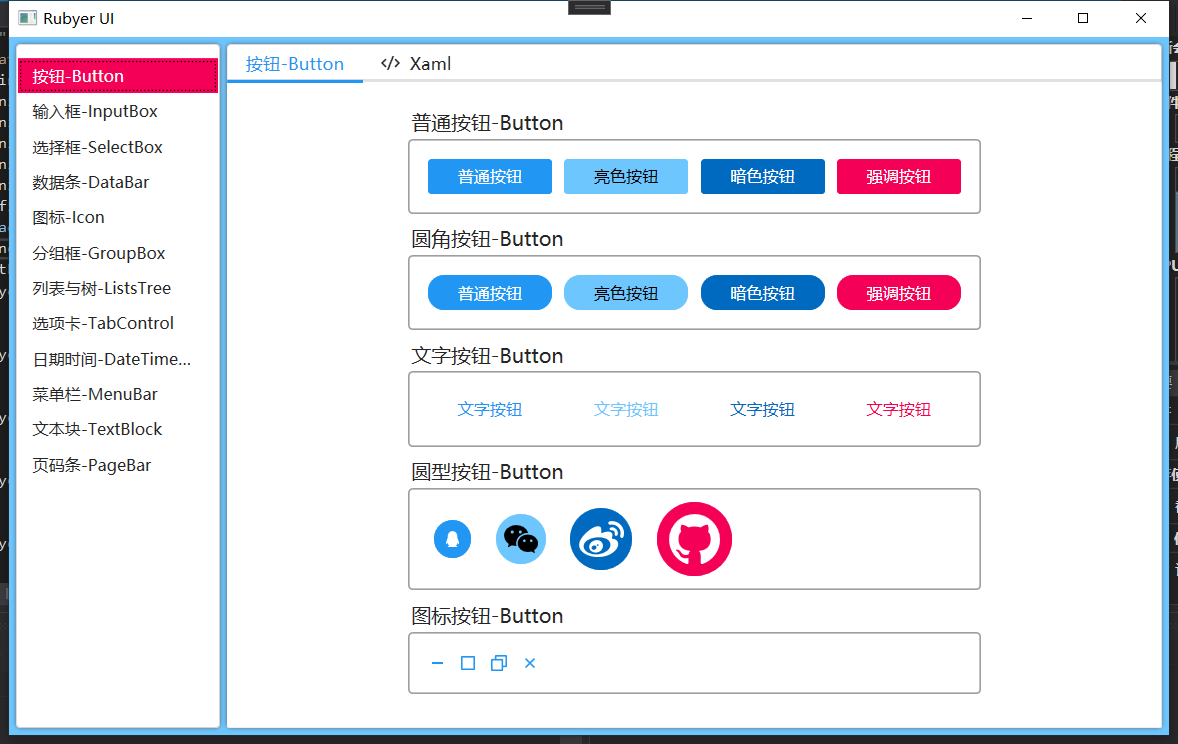 Rubyer UI
按钮-Button
输入框-InputBox
选择框-SelectBox
数据条-DataBar
图标-Icon
分组框-GroupBox
列表与树-ListsTree
选项卡-TabControl
日期时间-DateTime...
菜单栏-MenuBar
文本块-TextBlock
页码条-PageBar
按钮-Button </> Xaml
普通按钮-Button
普通按钮 亮色按钮 暗色按钮 强调按钮
圆角按钮-Button
普通按钮 亮色按钮 暗色按钮 强调按钮
文字按钮-Button
文字按钮 文字按钮 文字按钮 文字按钮
圆型按钮-Button
图标按钮-Button